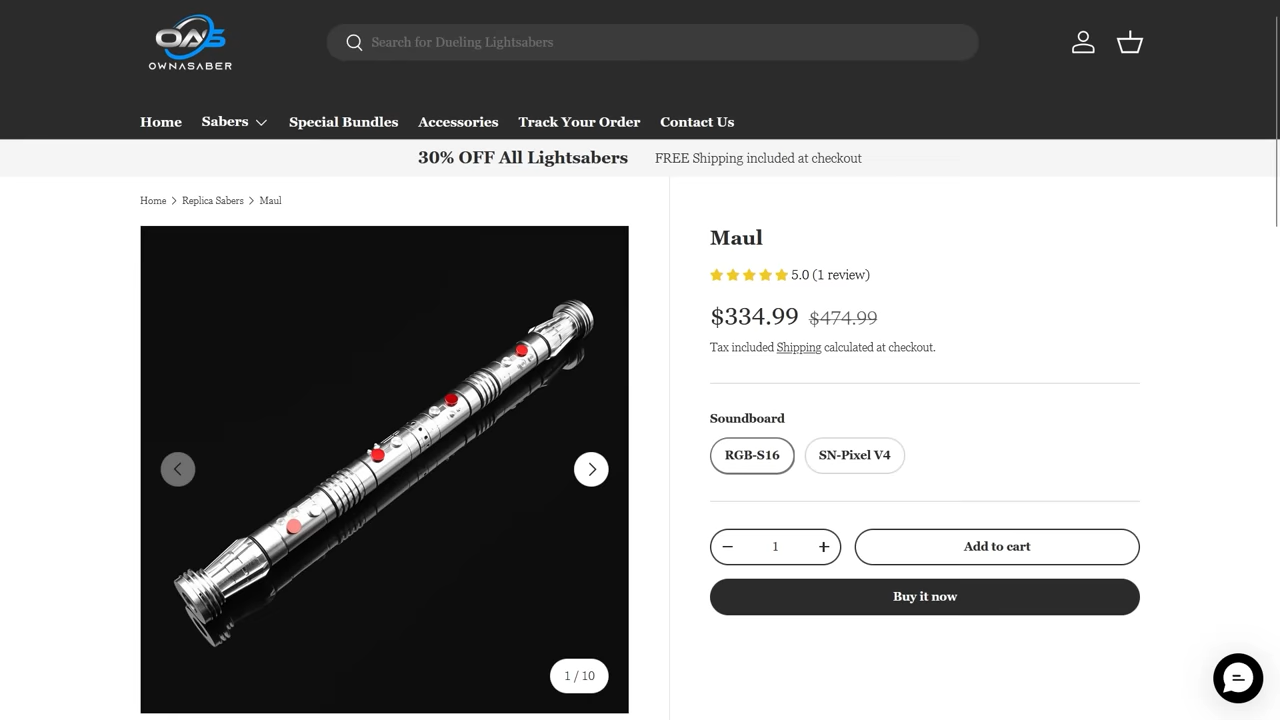 OAS
OWNASABER
Search for Dueling Lightsabers
Home
Sabers
Special Bundles
Accessories
Track Your Order
Contact Us
30% OFF All Lightsabers
FREE Shipping included at checkout
Home
Replica Sabers
Maul
Maul
5.0 (1 review)
$334.99 $474.99
Tax included Shipping calculated at checkout.
Soundboard
RGB-S16
SN-Pixel V4
1
Add to cart
Buy it now
1 / 10